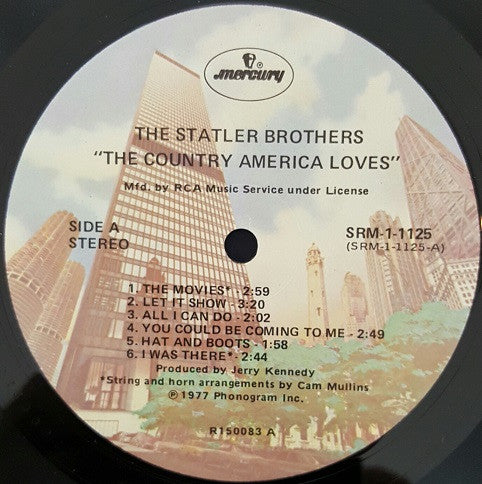 mercury
THE STATLER BROTHERS
"THE COUNTRY AMERICA LOVES"
Mfd. by RCA Music Service under License
SIDE A
STEREO
SRM-1-1125
(SRM-1-1125-A)
1. THE MOVIES* - 2:59
2. LET IT SHOW - 3:20
3. ALL I CAN DO - 2:02
4. YOU COULD BE COMING TO ME - 2:49
5. HAT AND BOOTS - 1:58
6. I WAS THERE* - 2:44
Produced by Jerry Kennedy
*String and horn arrangements by Cam Mullins
℗ 1977 Phonogram Inc.
R150083 A